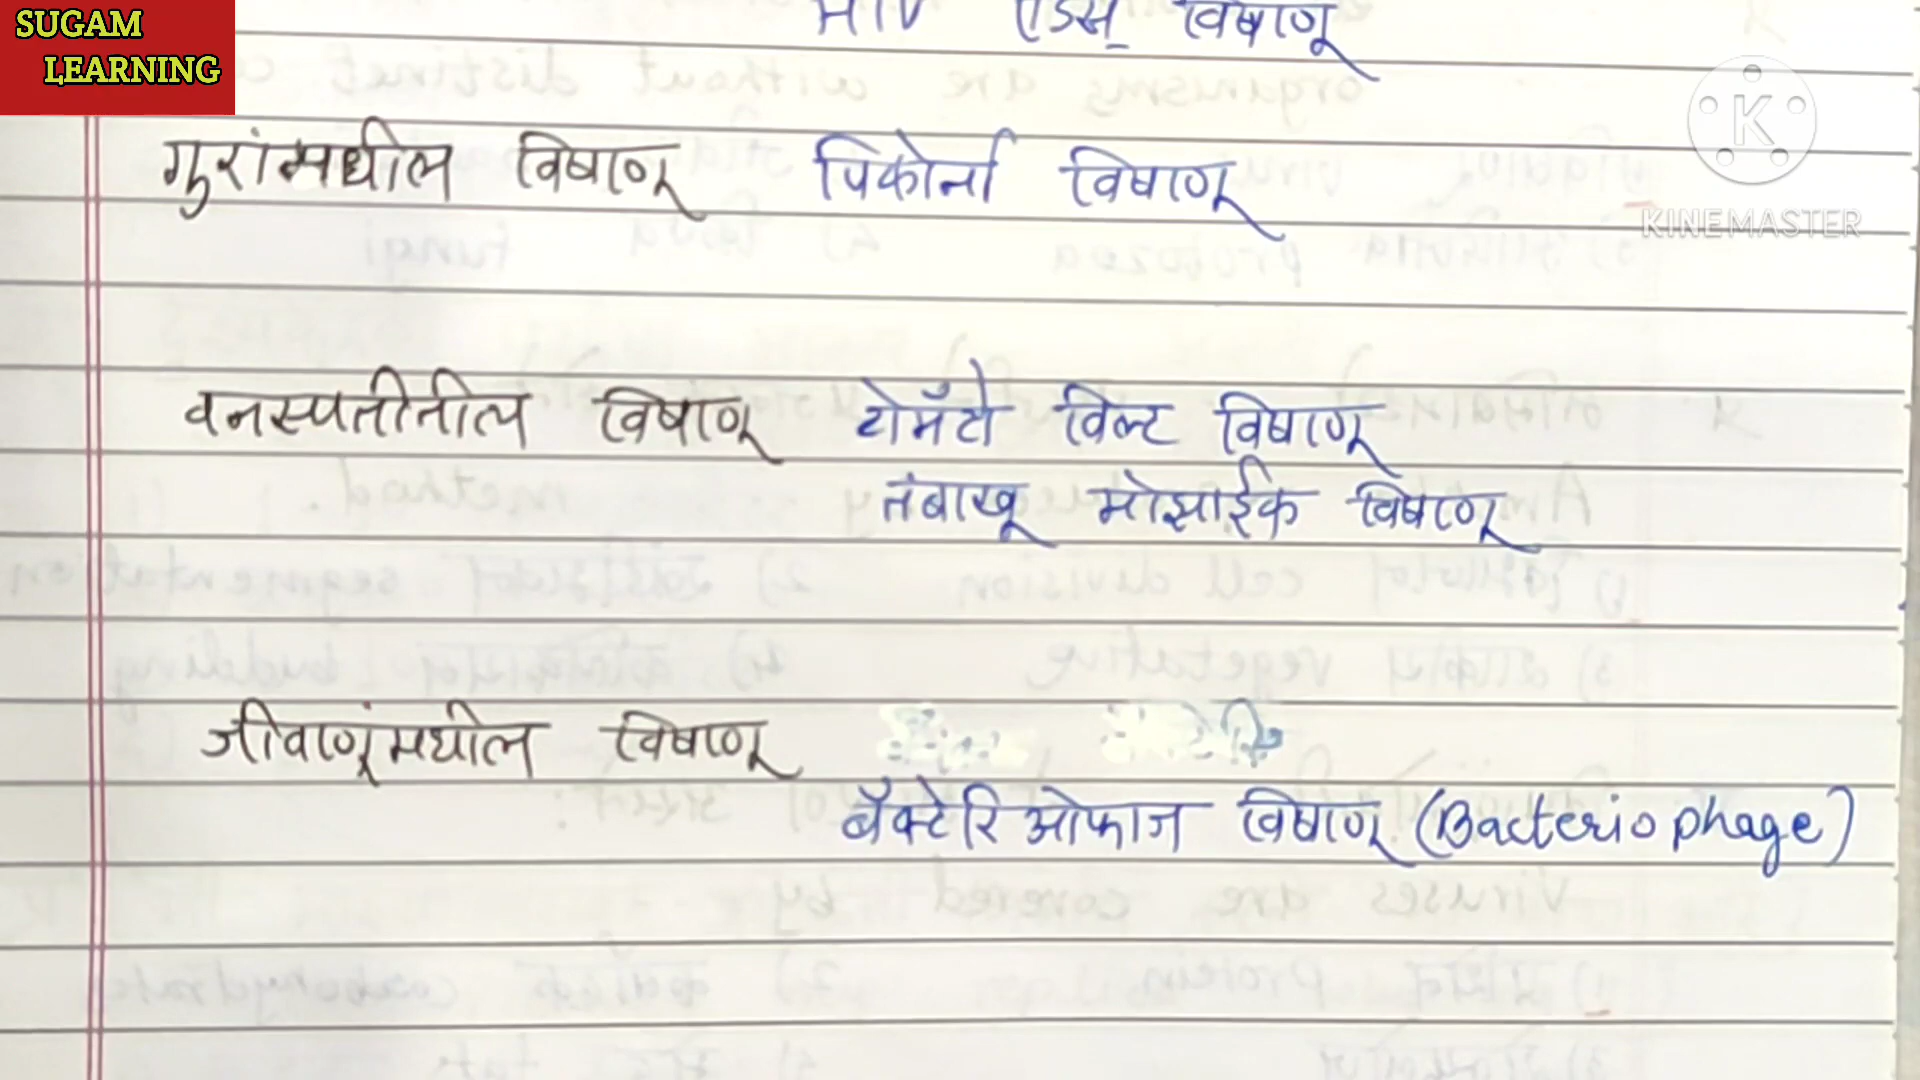 SUGAM
LEARNING
HIV एड्स् विषाणू
KINEMASTER
गुरांमधील विषाणू पिकोर्ना विषाणू
वनस्पतीतील विषाणू टोमॅटो विल्ट विषाणू
तंबाखू मोझाईक विषाणू
जीवाणूंमधील विषाणू
बॅक्टेरिओफाज विषाणू (Bacteriophage)